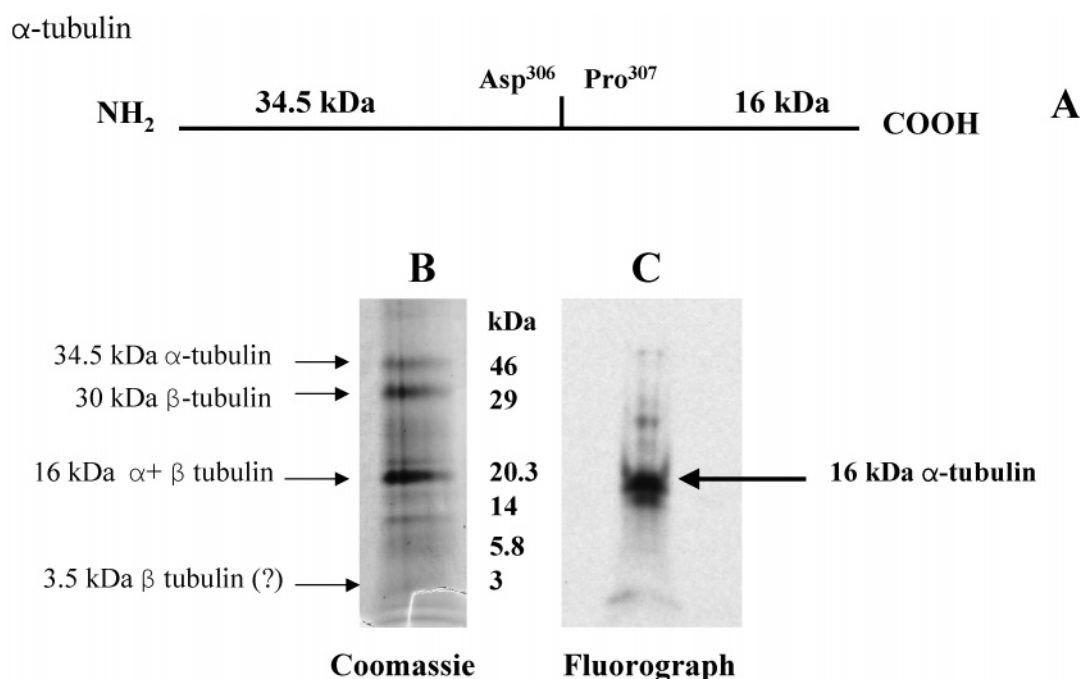 α-tubulin
Asp³⁰⁶ Pro³⁰⁷
NH₂ 34.5 kDa 16 kDa COOH A
B C
kDa
34.5 kDa α-tubulin 46
30 kDa β-tubulin 29
16 kDa α+ β tubulin 20.3 16 kDa α-tubulin
14
5.8
3.5 kDa β tubulin (?) 3
Coomassie Fluorograph